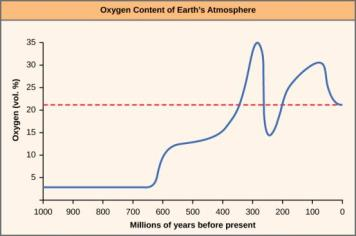 Oxygen Content of Earth's Atmosphere
Oxygen (vol. %)
35
30
25
20
15
10
5
1000 900 800 700 600 500 400 300 200 100 0
Millions of years before present